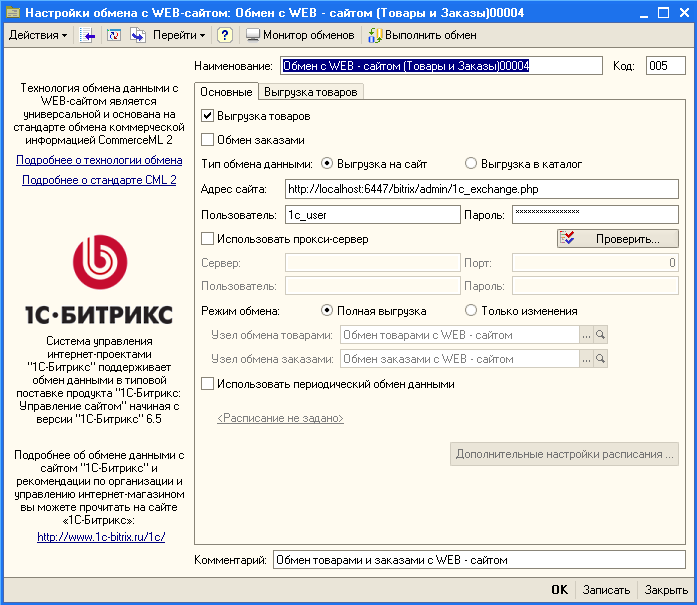 Настройки обмена с WEB-сайтом: Обмен с WEB - сайтом (Товары и Заказы)00004
Действия Перейти ? Монитор обменов Выполнить обмен
Наименование: Обмен с WEB - сайтом (Товары и Заказы)00004 Код: 005
Технология обмена данными с
WEB-сайтом является
универсальной и основана на
стандарте обмена коммерческой
информацией CommerceML 2
Подробнее о технологии обмена
Подробнее о стандарте CML 2
1С·БИТРИКС
Система управления
интернет-проектами
"1С-Битрикс" поддерживает
обмен данными в типовой
поставке продукта "1С-Битрикс:
Управление сайтом" начиная с
версии "1С-Битрикс" 6.5
Подробнее об обмене данными с
сайтом "1С-Битрикс" и
рекомендации по организации и
управлению интернет-магазином
вы можете прочитать на сайте
«1С-Битрикс»:
http://www.1c-bitrix.ru/1c/
Основные Выгрузка товаров
Выгрузка товаров
Обмен заказами
Тип обмена данными: Выгрузка на сайт Выгрузка в каталог
Адрес сайта: http://localhost:6447/bitrix/admin/1c_exchange.php
Пользователь: 1c_user Пароль: ****************
Использовать прокси-сервер Проверить...
Сервер: Порт: 0
Пользователь: Пароль:
Режим обмена: Полная выгрузка Только изменения
Узел обмена товарами: Обмен товарами с WEB - сайтом ...
Узел обмена заказами: Обмен заказами с WEB - сайтом ...
Использовать периодический обмен данными
<Расписание не задано>
Дополнительные настройки расписания ...
Комментарий: Обмен товарами и заказами с WEB - сайтом
OK Записать Закрыть